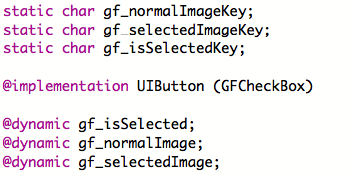 static char gf_normalImageKey;
static char gf_selectedImageKey;
static char gf_isSelectedKey;
@implementation UIButton (GFCheckBox)
@dynamic gf_isSelected;
@dynamic gf_normalImage;
@dynamic gf_selectedImage;